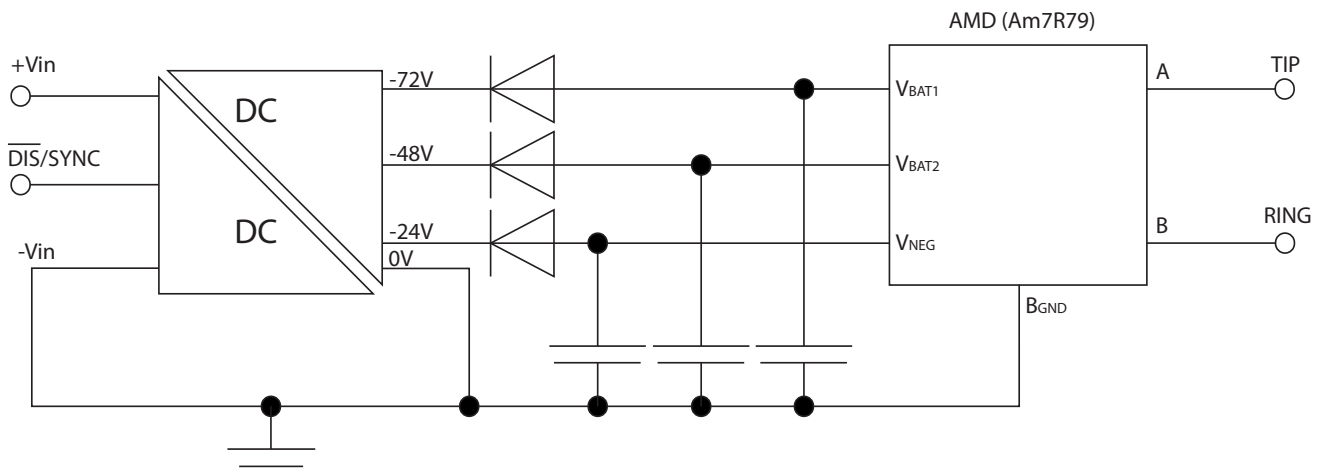 AMD (Am7R79)
+Vin
DIS/SYNC
-Vin
DC
DC
-72V
-48V
-24V
0V
VBAT1
VBAT2
VNEG
BGND
A
B
TIP
RING